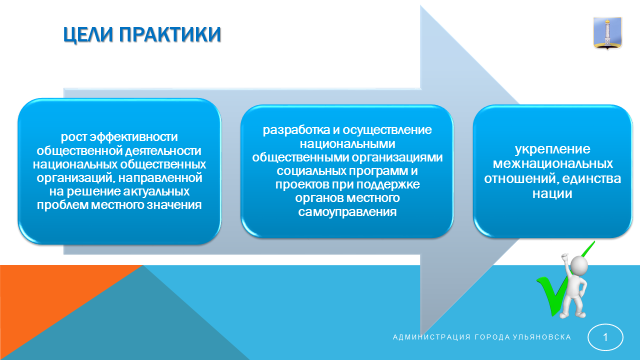 ЦЕЛИ ПРАКТИКИ
рост эффективности
общественной деятельности
национальных общественных
организаций, направленной
на решение актуальных
проблем местного значения
разработка и осуществление
национальными
общественными организациями
социальных программ и
проектов при поддержке
органов местного
самоуправления
укрепление
межнациональных
отношений, единства
нации
АДМИНИСТРАЦИЯ ГОРОДА УЛЬЯНОВСКА
1